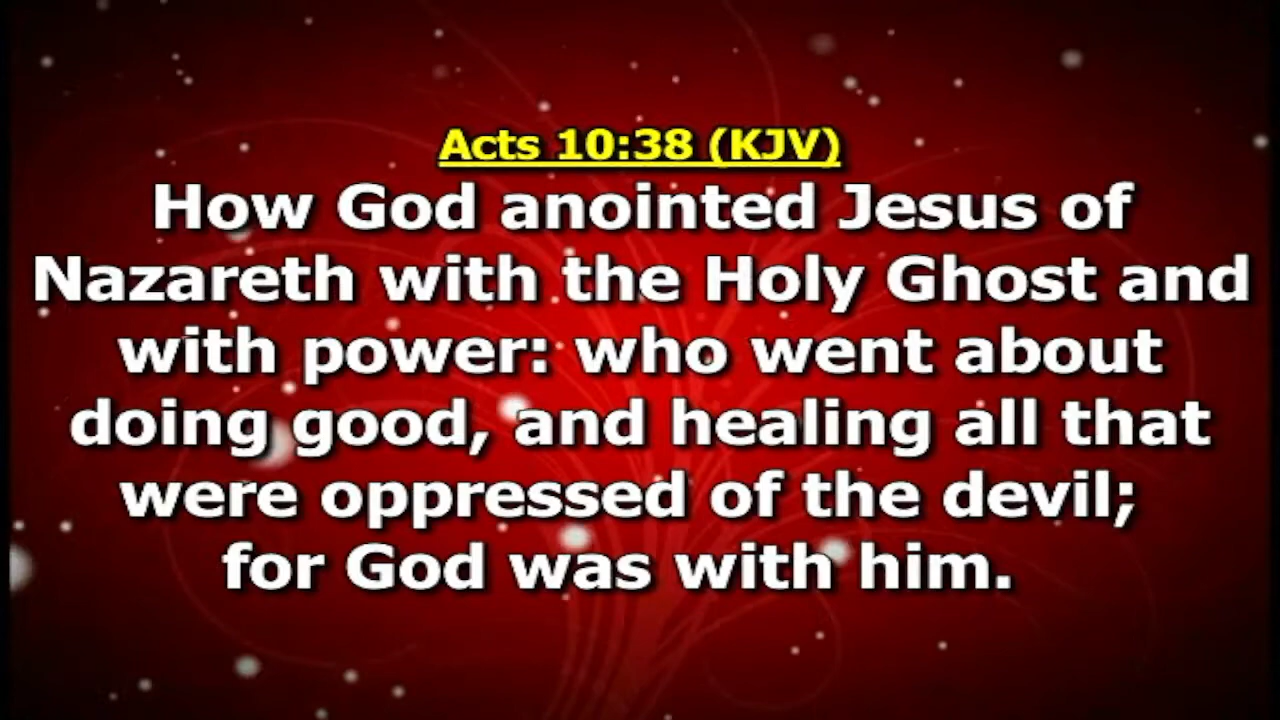 Acts 10:38 (KJV)
How God anointed Jesus of
Nazareth with the Holy Ghost and
with power: who went about
doing good, and healing all that
were oppressed of the devil;
for God was with him.